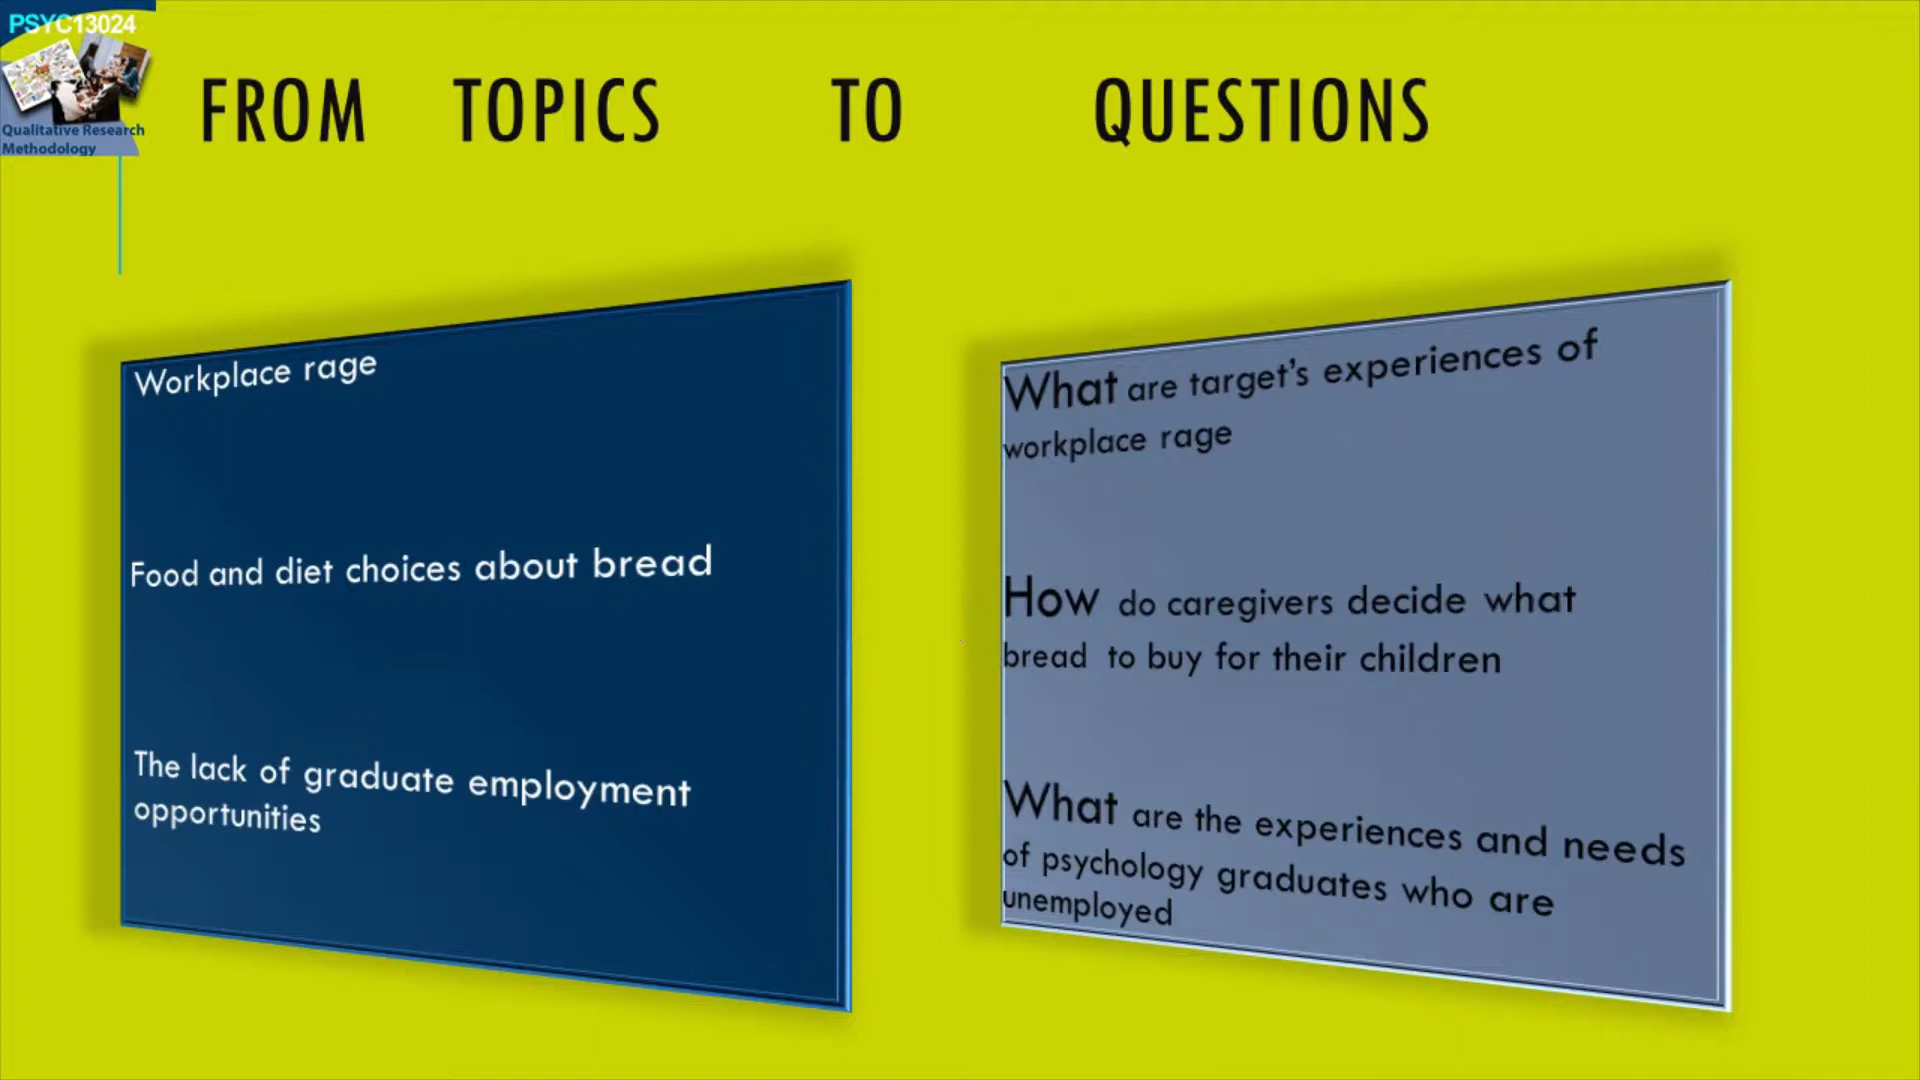 PSYC13024
Qualitative Research
Methodology
FROM TOPICS TO QUESTIONS
Workplace rage
Food and diet choices about bread
The lack of graduate employment
opportunities
What are target’s experiences of
workplace rage
How do caregivers decide what
bread to buy for their children
What are the experiences and needs
of psychology graduates who are
unemployed